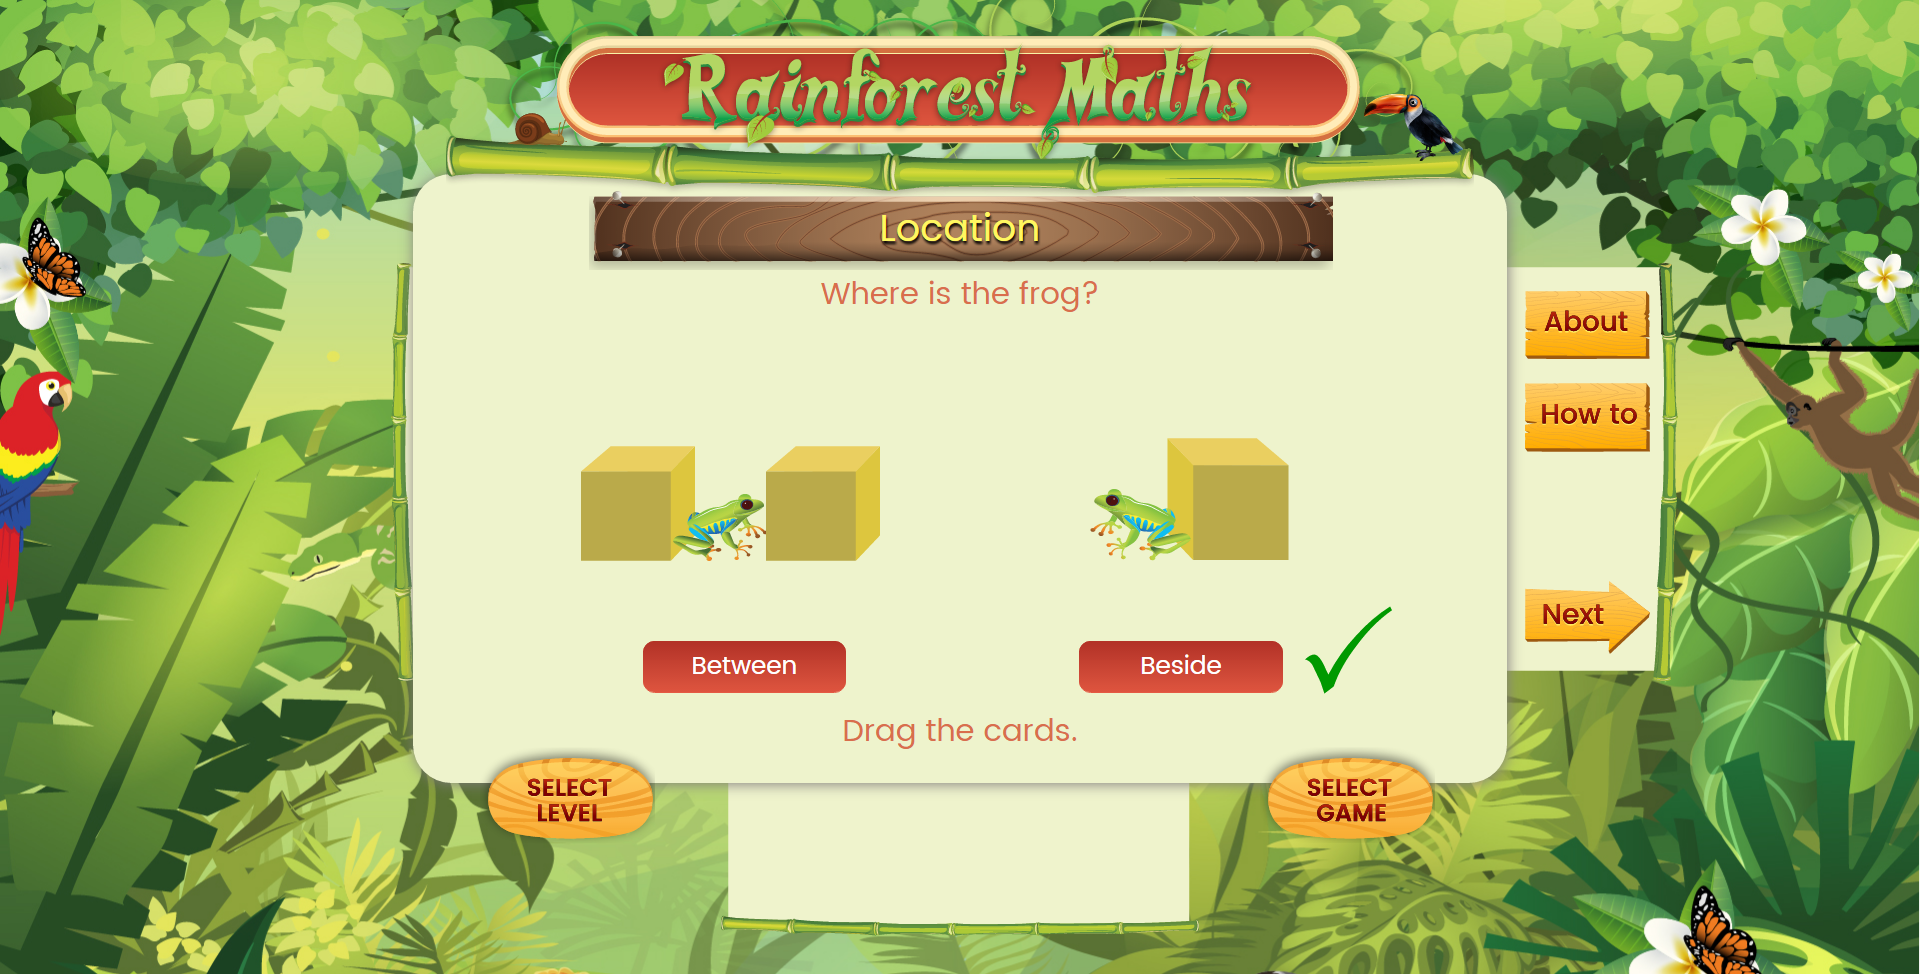 Rainforest Maths
Location
Where is the frog?
About
How to
Next
Between
Beside
Drag the cards.
SELECT
LEVEL
SELECT
GAME